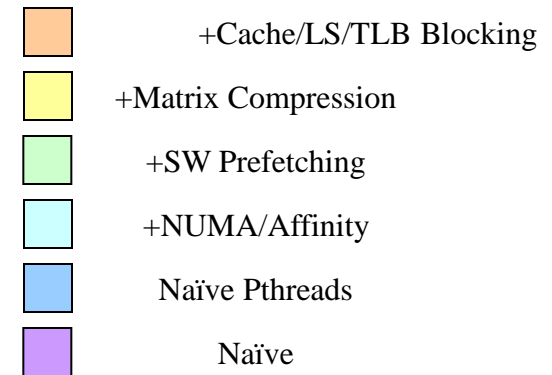 +Cache/LS/TLB Blocking
+Matrix Compression
+SW Prefetching
+NUMA/Affinity
Naïve Pthreads
Naïve